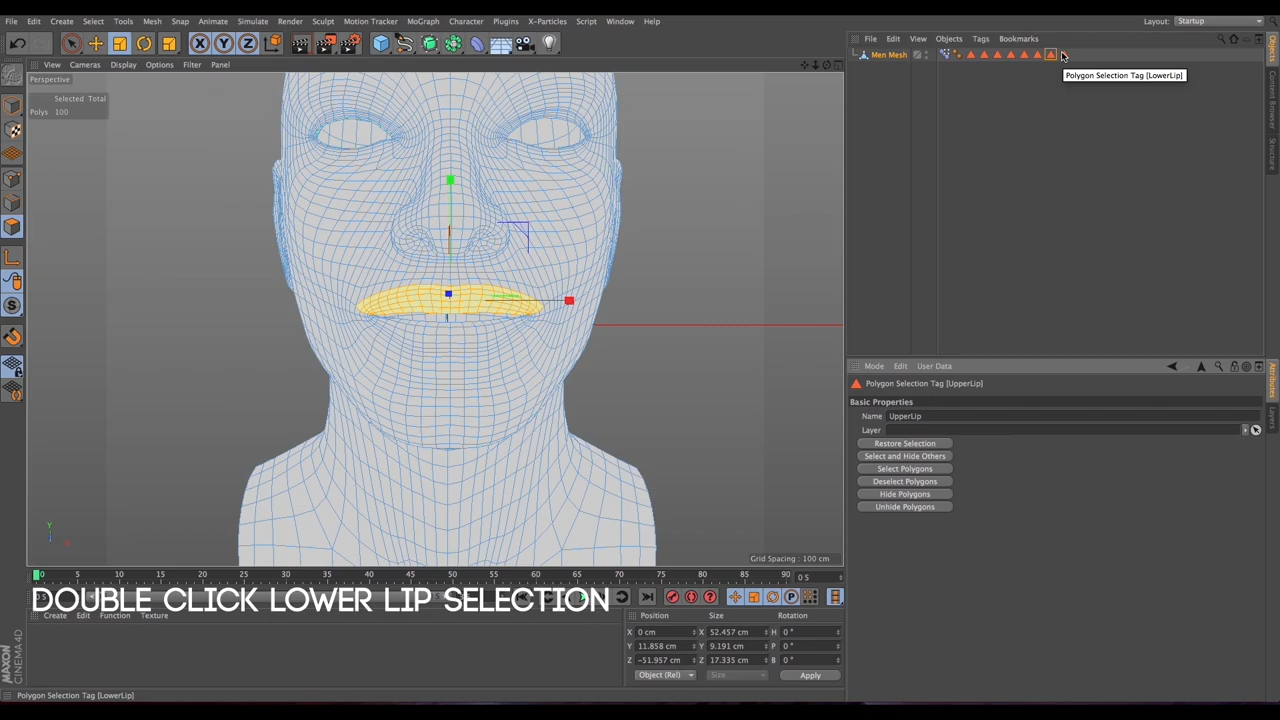 File Edit Create Select Tools Mesh Snap Animate Simulate Render Sculpt Motion Tracker MoGraph Character Plugins X-Particles Script Window Help Layout: Startup
File Edit View Objects Tags Bookmarks
Men Mesh
Polygon Selection Tag [LowerLip]
Objects
Content Browser
Structure
View Cameras Display Options Filter Panel
Perspective
Selected Total
Polys 100
Grid Spacing : 100 cm
Mode Edit User Data
Polygon Selection Tag [UpperLip]
Basic Properties
Name UpperLip
Layer
Restore Selection
Select and Hide Others
Select Polygons
Deselect Polygons
Hide Polygons
Unhide Polygons
Attributes
Layers
0 5 10 15 20 25 30 35 40 45 50 55 60 65 70 75 80 85 90 0 S
DOUBLE CLICK LOWER LIP SELECTION
Create Edit Function Texture
Position Size Rotation
X 0 cm X 52.457 cm H 0 °
Y 11.858 cm Y 9.191 cm P 0 °
Z -51.957 cm Z 17.335 cm B 0 °
Object (Rel) Size Apply
MAXON
CINEMA 4D
Polygon Selection Tag [LowerLip]